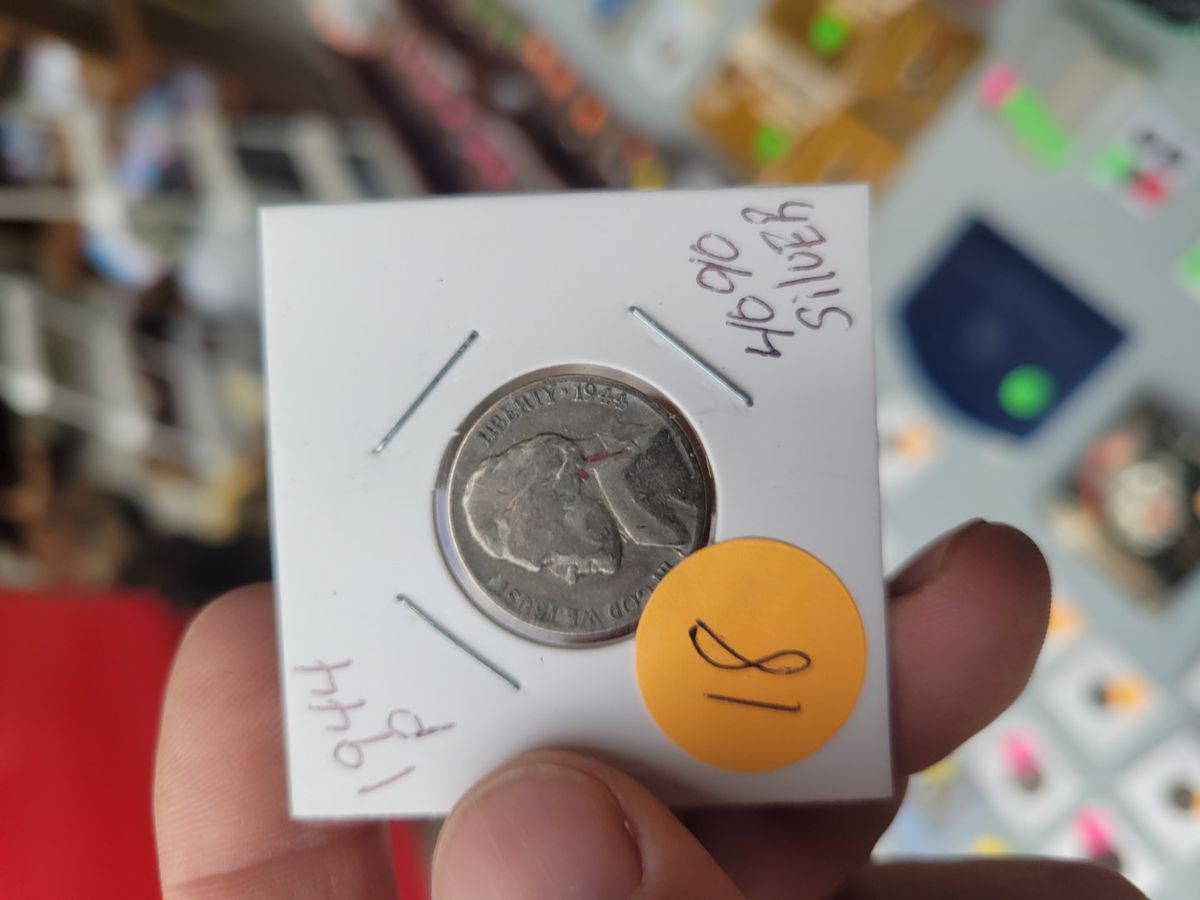 40%
SILVER
LIBERTY · 1944
IN GOD WE TRUST
1944
P
18